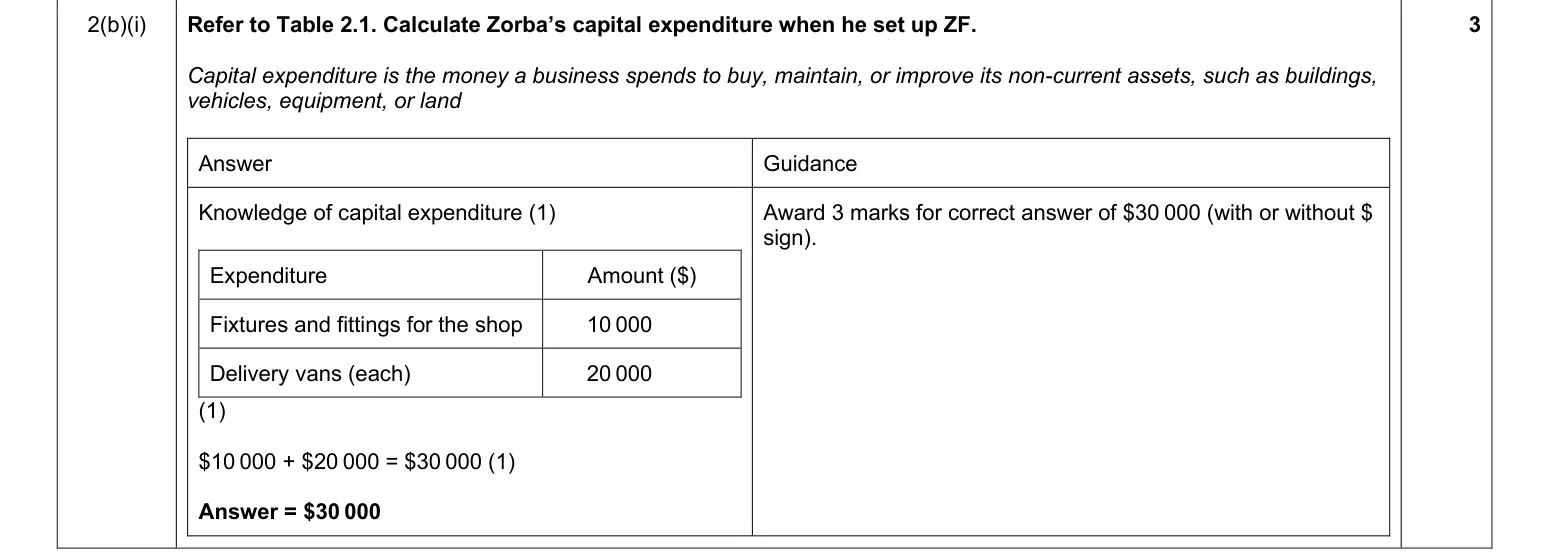 2(b)(i)
Refer to Table 2.1. Calculate Zorba's capital expenditure when he set up ZF.
3
Capital expenditure is the money a business spends to buy, maintain, or improve its non-current assets, such as buildings,
vehicles, equipment, or land
Answer
Guidance
Knowledge of capital expenditure (1)
Award 3 marks for correct answer of $30 000 (with or without $
sign).
Expenditure
Amount ($)
Fixtures and fittings for the shop
10 000
Delivery vans (each)
20 000
(1)
$10 000 + $20 000 = $30 000 (1)
Answer = $30 000